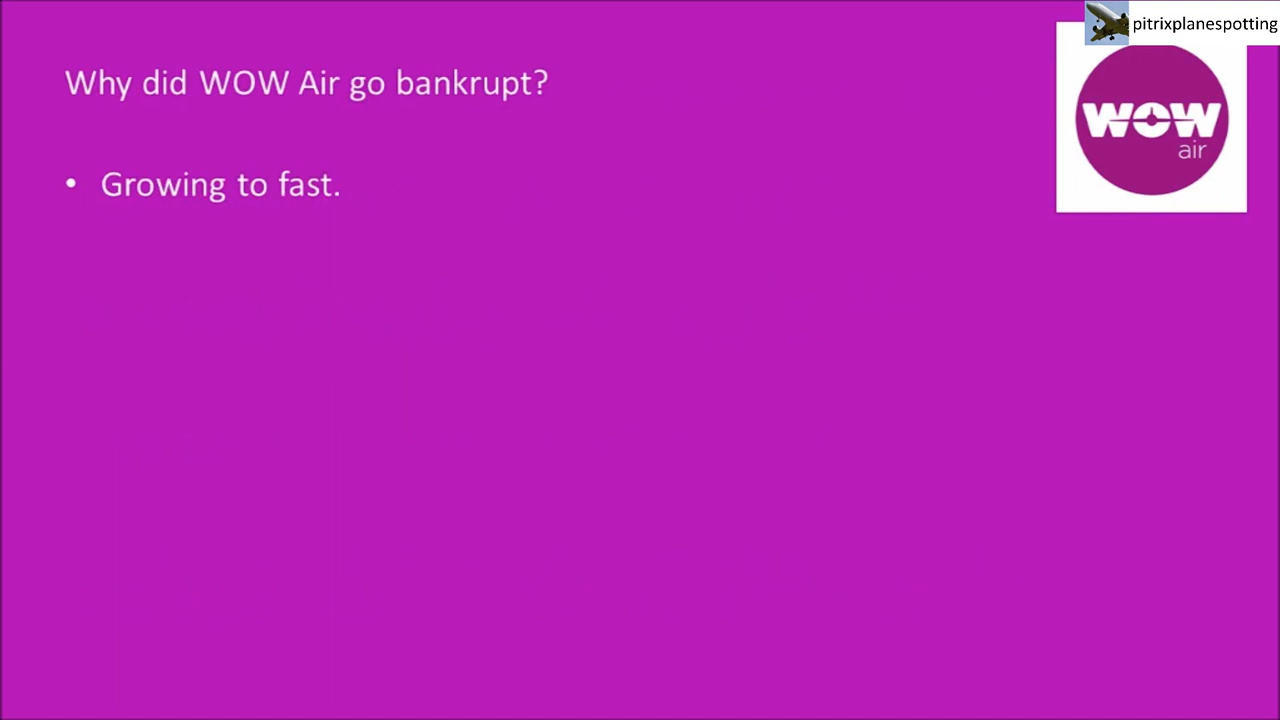 pitrixplanespotting
Why did WOW Air go bankrupt?
wow
air
• Growing to fast.